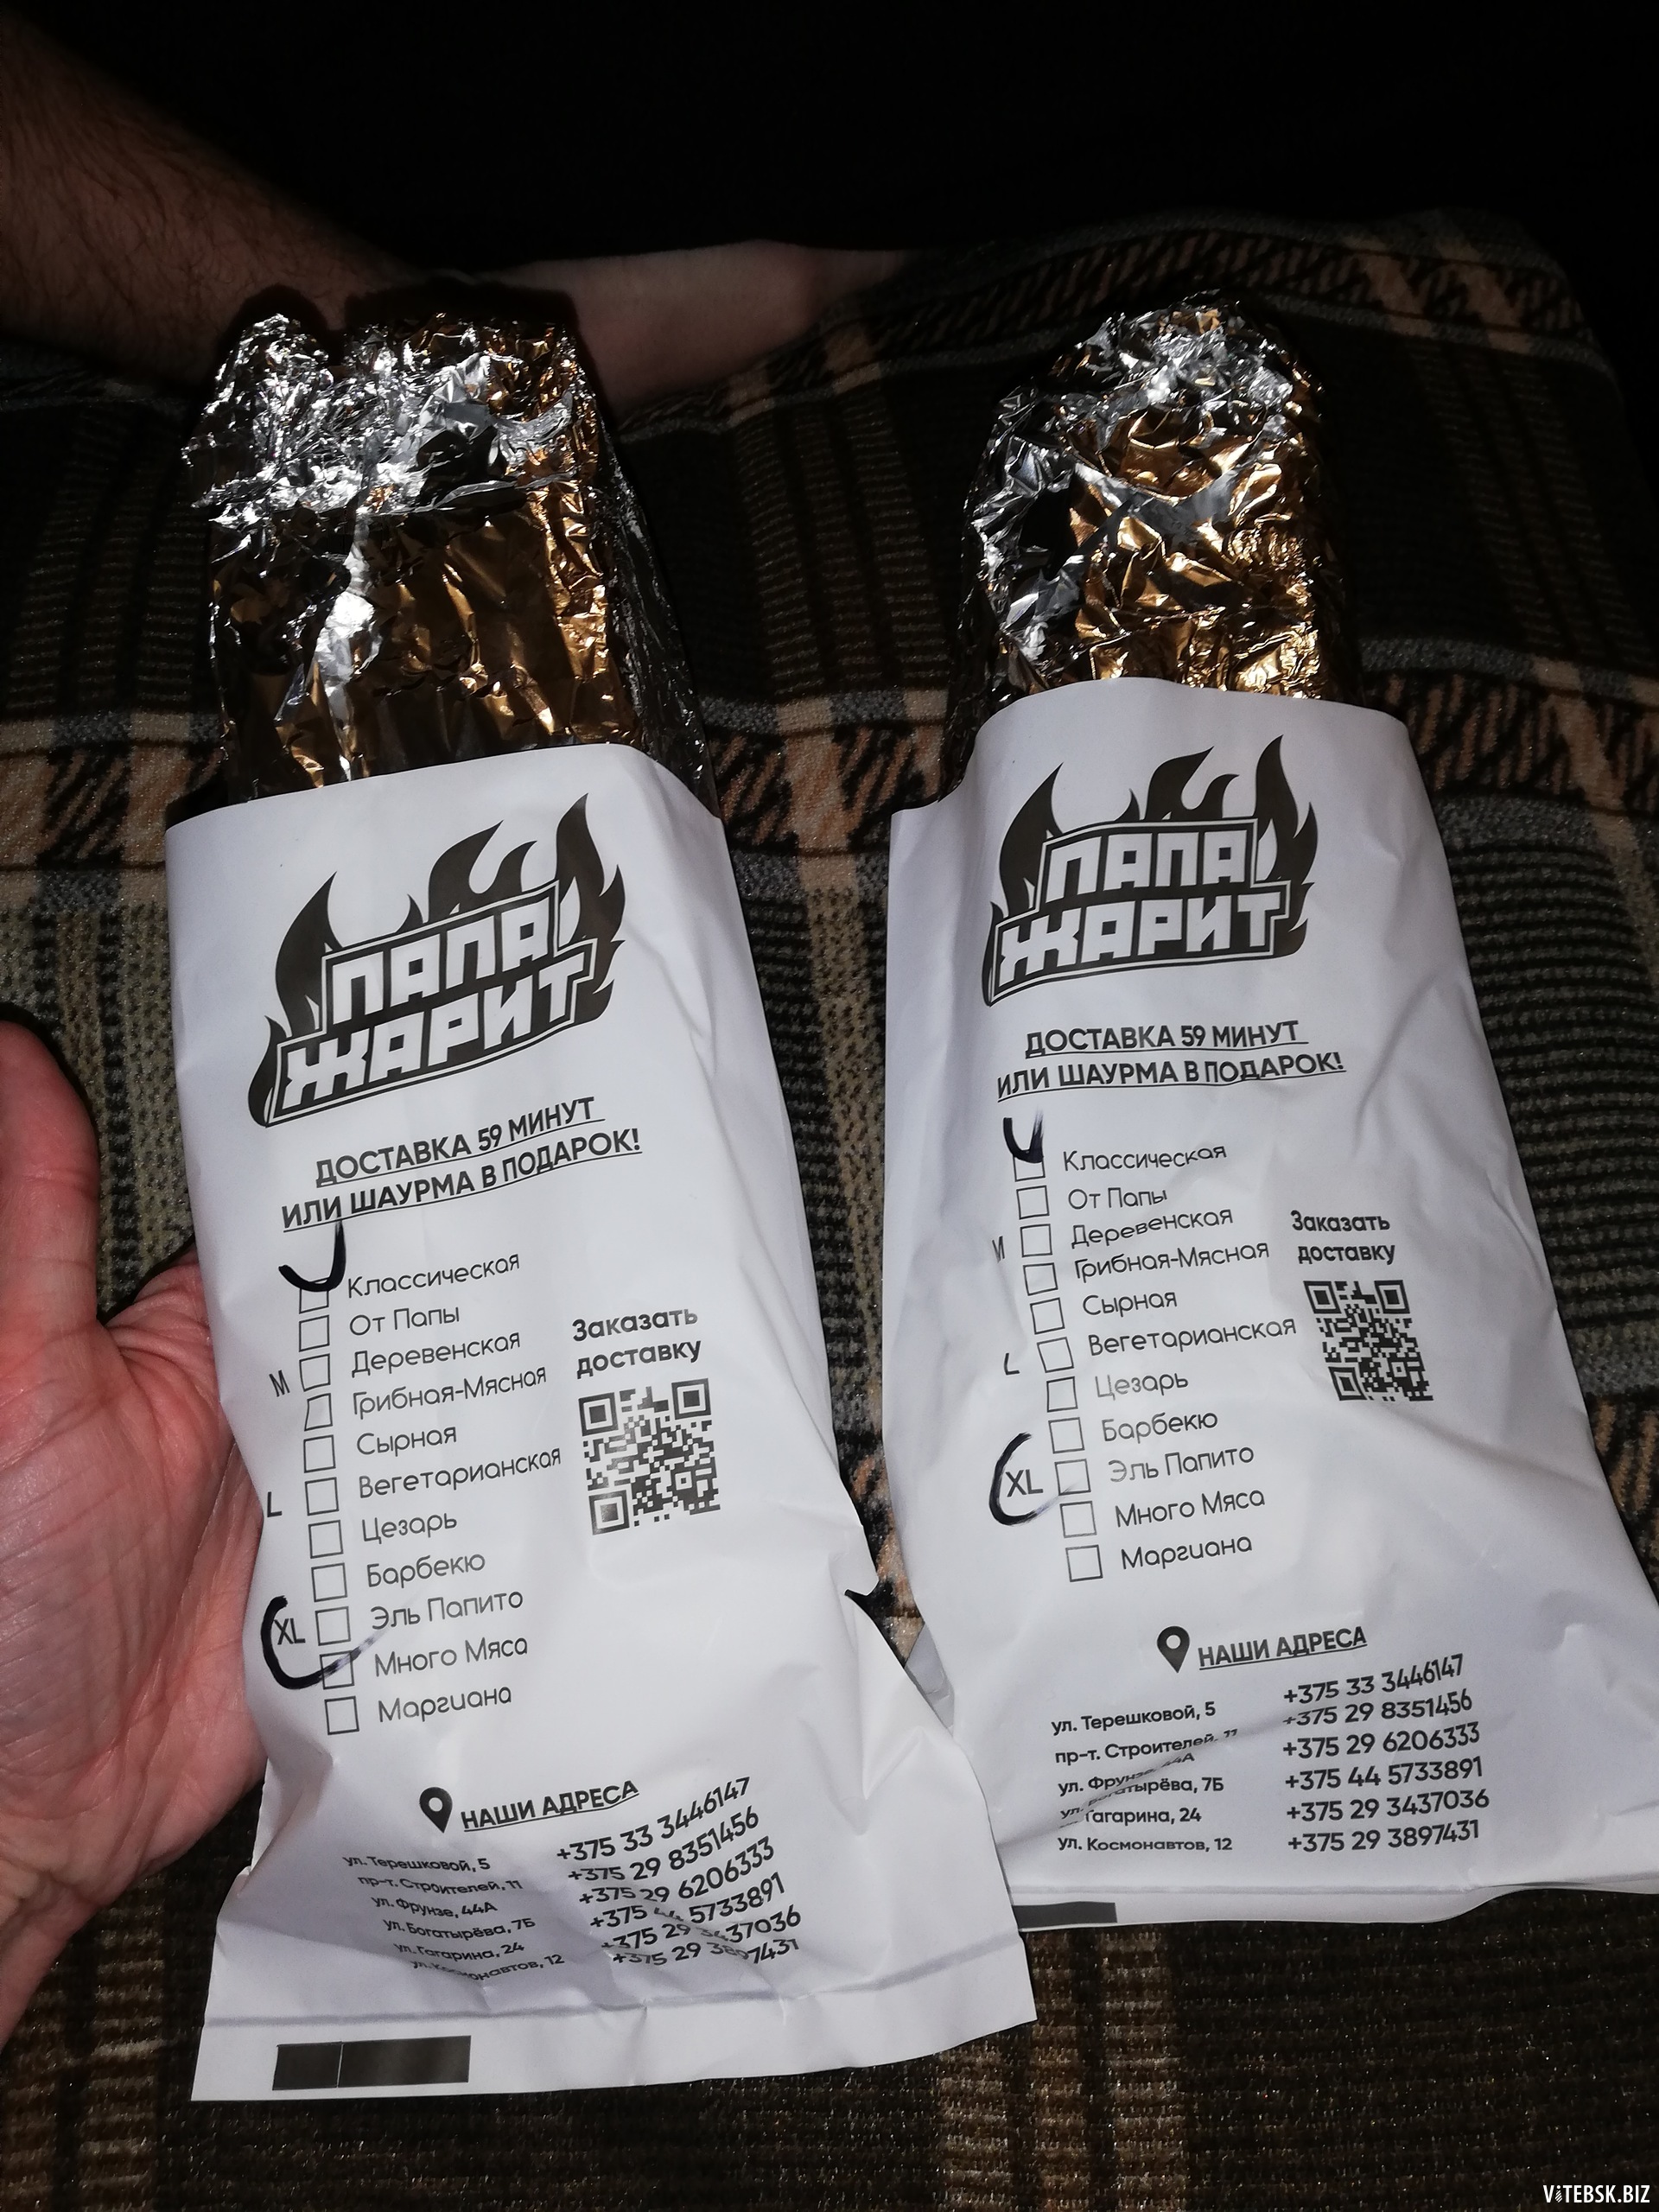 ПАПА
ЖАРИТ
ДОСТАВКА 59 МИНУТ
ИЛИ ШАУРМА В ПОДАРОК!
Классическая
От Папы
Деревенская
M
Грибная-Мясная
Сырная
Вегетарианская
L
Цезарь
Барбекю
Эль Папито
XL
Много Мяса
Маргиана
Заказать
доставку
НАШИ АДРЕСА
ул. Терешковой, 5 +375 33 3446147
пр-т. Строителей, 11 +375 29 8351456
ул. Фрунзе, 44А +375 29 6206333
ул. Богатырёва, 7Б +375 44 5733891
ул. Гагарина, 24 +375 29 3437036
ул. Космонавтов, 12 +375 29 3897431
ПАПА
ЖАРИТ
ДОСТАВКА 59 МИНУТ
ИЛИ ШАУРМА В ПОДАРОК!
Классическая
От Папы
Деревенская
M
Грибная-Мясная
Сырная
Вегетарианская
L
Цезарь
Барбекю
Эль Папито
XL
Много Мяса
Маргиана
Заказать
доставку
НАШИ АДРЕСА
ул. Терешковой, 5 +375 33 3446147
пр-т. Строителей, 11 +375 29 8351456
ул. Фрунзе, 44А +375 29 6206333
ул. Богатырёва, 7Б +375 44 5733891
ул. Гагарина, 24 +375 29 3437036
ул. Космонавтов, 12 +375 29 3897431
ViTEBSK.BIZ